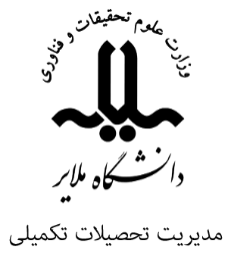 وزارت علوم تحقیقات و فناوری
دانشگاه ملایر
مدیریت تحصیلات تکمیلی